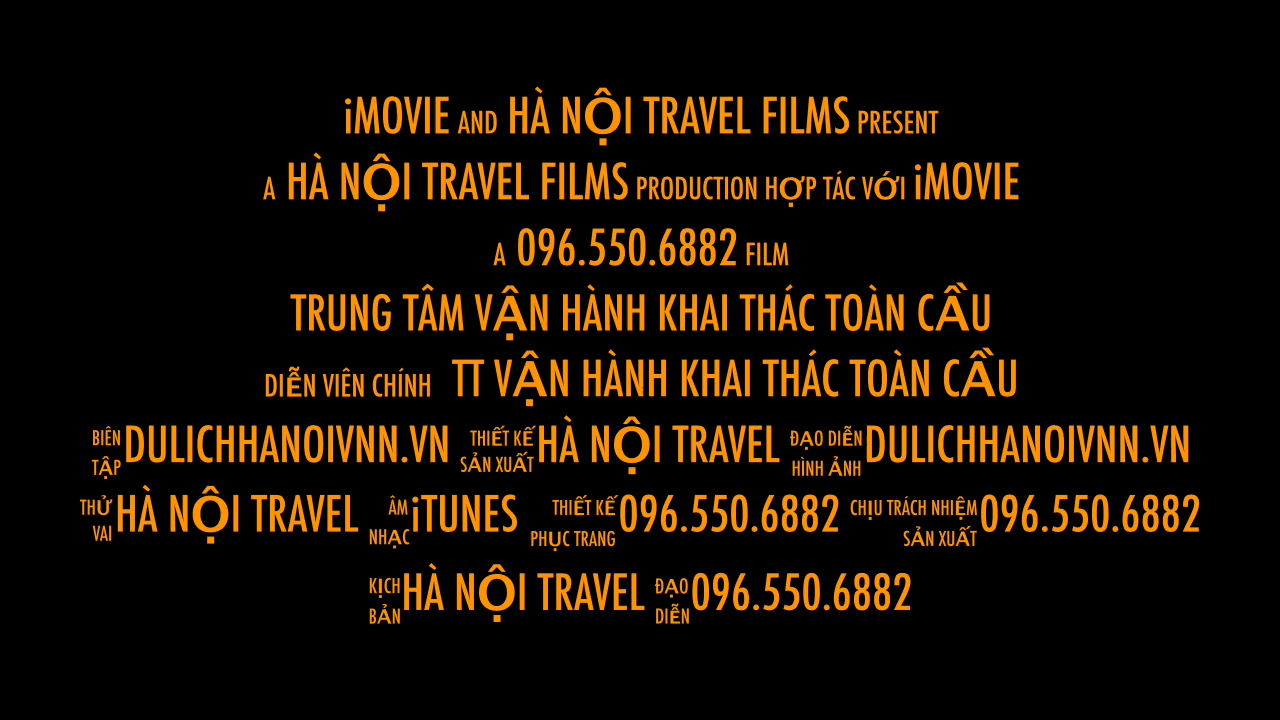 iMOVIE AND HÀ NỘI TRAVEL FILMS PRESENT
A HÀ NỘI TRAVEL FILMS PRODUCTION HỢP TÁC VỚI iMOVIE
A 096.550.6882 FILM
TRUNG TÂM VẬN HÀNH KHAI THÁC TOÀN CẦU
DIỄN VIÊN CHÍNH TT VẬN HÀNH KHAI THÁC TOÀN CẦU
BIÊN TẬP DULICHHANOIVNN.VN THIẾT KẾ SẢN XUẤT HÀ NỘI TRAVEL ĐẠO DIỄN HÌNH ẢNH DULICHHANOIVNN.VN
THỬ VAI HÀ NỘI TRAVEL ÂM NHẠC iTUNES THIẾT KẾ PHỤC TRANG 096.550.6882 CHỊU TRÁCH NHIỆM SẢN XUẤT 096.550.6882
KỊCH BẢN HÀ NỘI TRAVEL ĐẠO DIỄN 096.550.6882